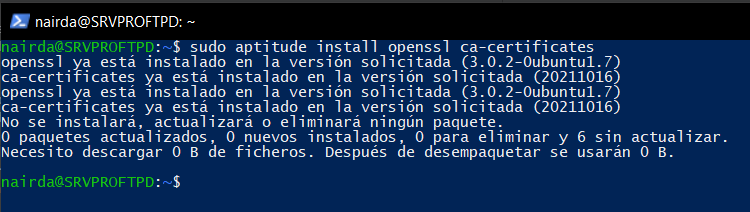 nairda@SRVPROFTPD: ~
nairda@SRVPROFTPD:~$ sudo aptitude install openssl ca-certificates
openssl ya está instalado en la versión solicitada (3.0.2-0ubuntu1.7)
ca-certificates ya está instalado en la versión solicitada (20211016)
openssl ya está instalado en la versión solicitada (3.0.2-0ubuntu1.7)
ca-certificates ya está instalado en la versión solicitada (20211016)
No se instalará, actualizará o eliminará ningún paquete.
0 paquetes actualizados, 0 nuevos instalados, 0 para eliminar y 6 sin actualizar.
Necesito descargar 0 B de ficheros. Después de desempaquetar se usarán 0 B.
nairda@SRVPROFTPD:~$